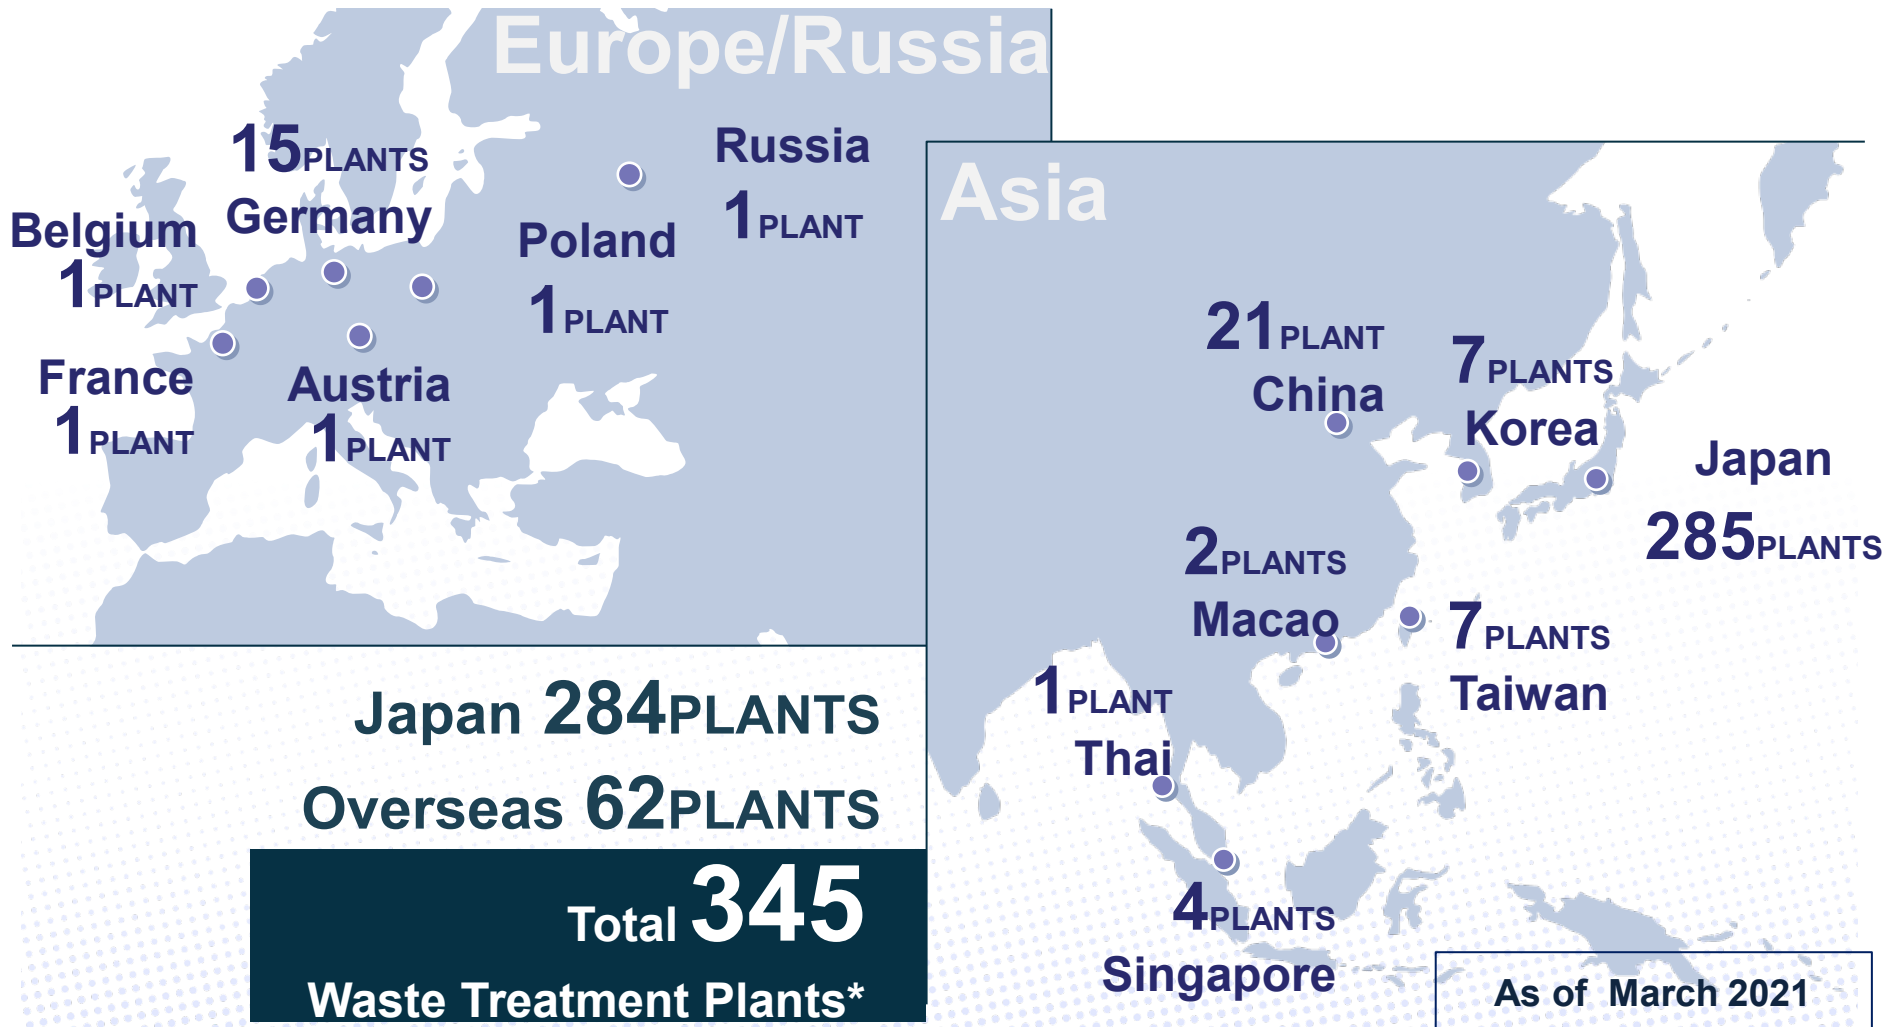 Europe/Russia
15PLANTS
Germany
Belgium
1PLANT
France
1PLANT
Austria
1PLANT
Poland
1PLANT
Russia
1PLANT
Asia
21PLANT
China
7PLANTS
Korea
Japan
285PLANTS
2PLANTS
Macao
7PLANTS
Taiwan
1PLANT
Thai
4PLANTS
Singapore
Japan 284PLANTS
Overseas 62PLANTS
Total 345
Waste Treatment Plants*
As of March 2021